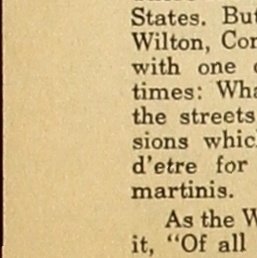 States. But
Wilton, Con
with one
times: Wha
the streets
sions which
d'etre for
martinis.
As the W
it, "Of all